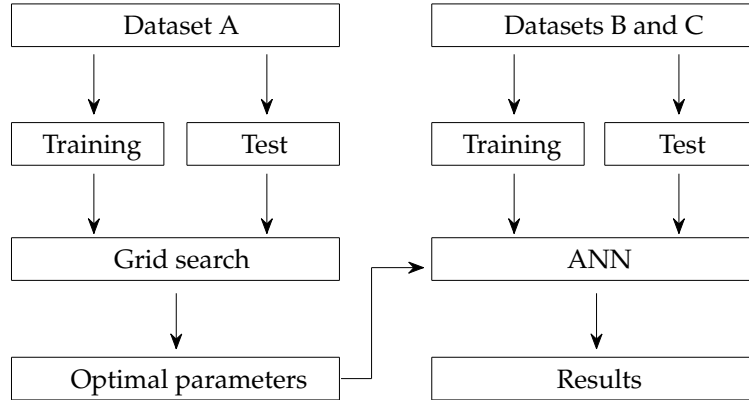 Dataset A
Datasets B and C
Training
Test
Training
Test
Grid search
ANN
Optimal parameters
Results